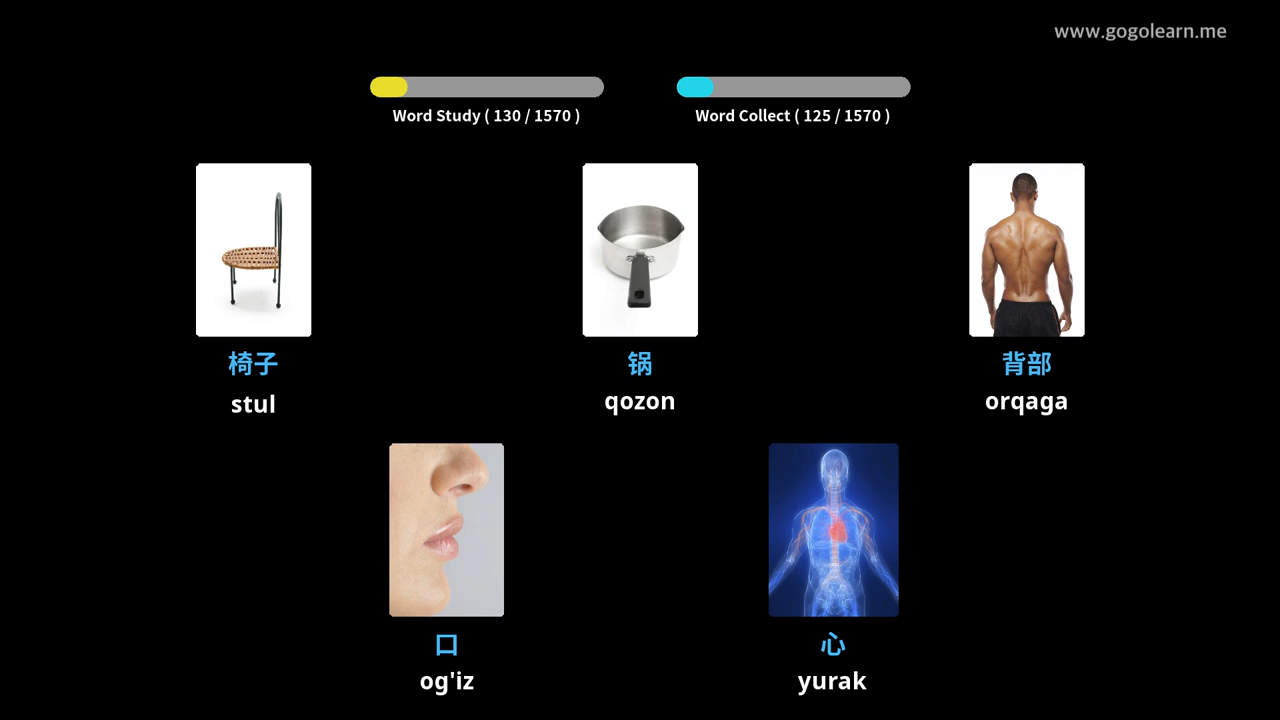 www.gogolearn.me
Word Study ( 130 / 1570 )
Word Collect ( 125 / 1570 )
椅子
stul
锅
qozon
背部
orqaga
口
og'iz
心
yurak